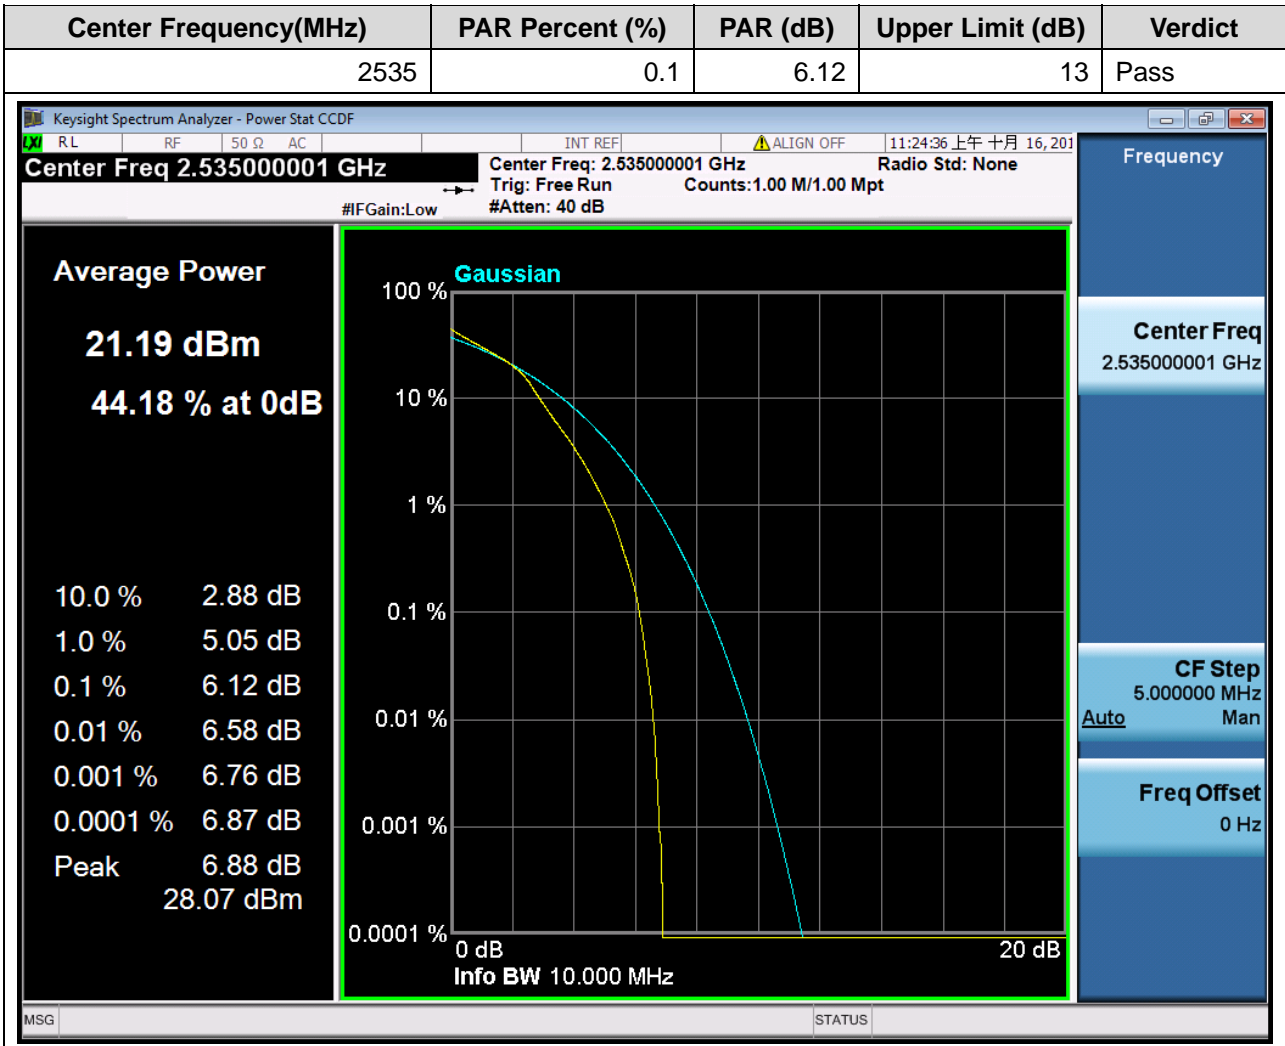 Center Frequency(MHz) PAR Percent (%) PAR (dB) Upper Limit (dB) Verdict
2535 0.1 6.12 13 Pass
Keysight Spectrum Analyzer - Power Stat CCDF
LXI RL RF 50 Ω AC INT REF ALIGN OFF 11:24:36 上午 十月 16, 201
Center Freq 2.535000001 GHz
Center Freq: 2.535000001 GHz Radio Std: None
Trig: Free Run Counts:1.00 M/1.00 Mpt
#IFGain:Low #Atten: 40 dB
Average Power
21.19 dBm
44.18 % at 0dB
10.0 % 2.88 dB
1.0 % 5.05 dB
0.1 % 6.12 dB
0.01 % 6.58 dB
0.001 % 6.76 dB
0.0001 % 6.87 dB
Peak 6.88 dB
28.07 dBm
Gaussian
100 %
10 %
1 %
0.1 %
0.01 %
0.001 %
0.0001 %
0 dB 20 dB
Info BW 10.000 MHz
Frequency
Center Freq
2.535000001 GHz
CF Step
5.000000 MHz
Auto Man
Freq Offset
0 Hz
MSG STATUS